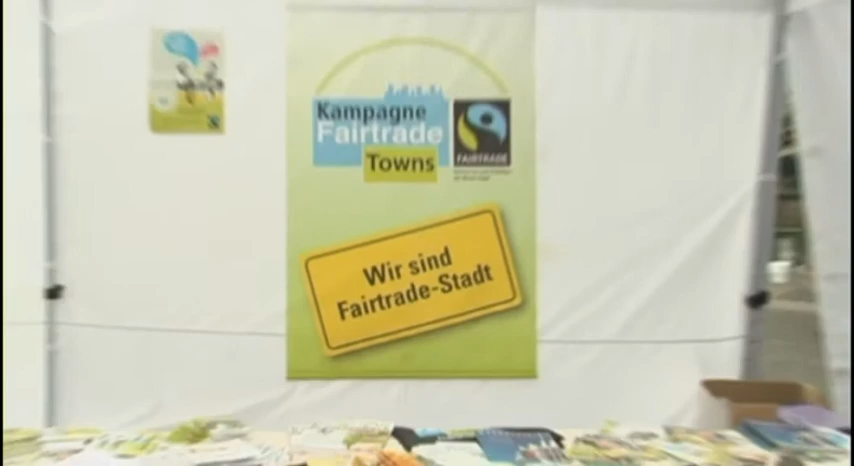 Kampagne
Fairtrade
Towns
FAIRTRADE
Wir sind
Fairtrade-Stadt